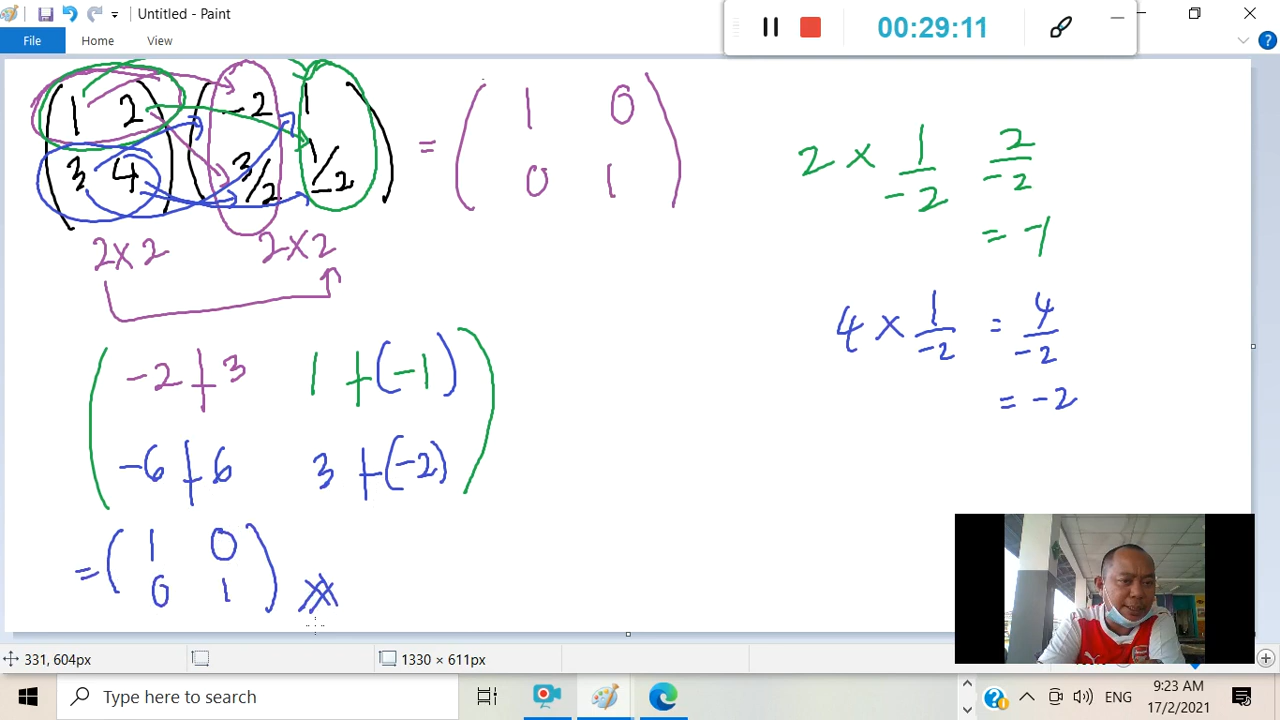 Untitled - Paint
00:29:11
File Home View
1 2 -2 1 = 1 0
3 4 3/2 1/-2 0 1
2x2 2x2
-2+3 1+(-1)
-6+6 3+(-2)
= (1 0
0 1)
2 × 1/-2 2/-2
= -1
4 × 1/-2 = 4/-2
= -2
331, 604px 1330 × 611px
Type here to search
ENG
9:23 AM
17/2/2021